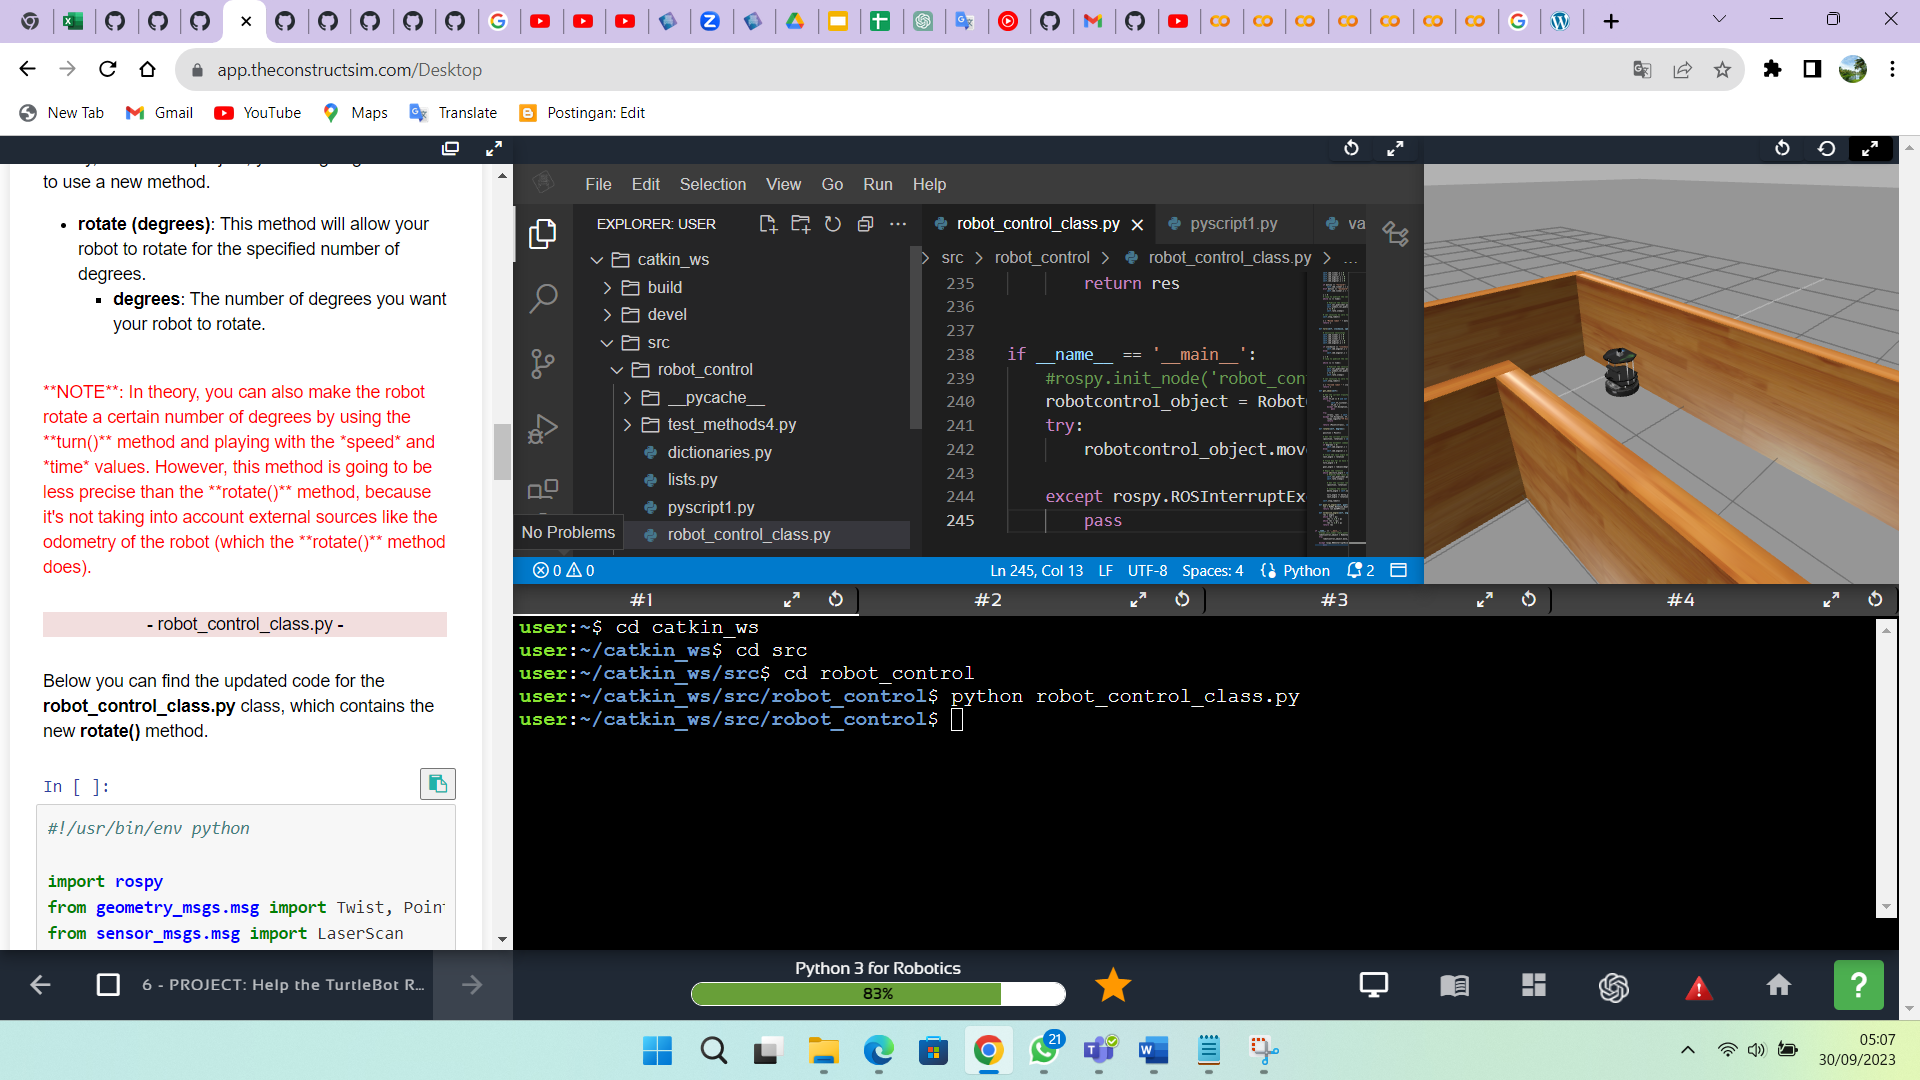 app.theconstructsim.com/Desktop
New Tab
Gmail
YouTube
Maps
Translate
Postingan: Edit
to use a new method.
• rotate (degrees): This method will allow your
robot to rotate for the specified number of
degrees.
▪ degrees: The number of degrees you want
your robot to rotate.
**NOTE**: In theory, you can also make the robot
rotate a certain number of degrees by using the
**turn()** method and playing with the *speed* and
*time* values. However, this method is going to be
less precise than the **rotate()** method, because
it's not taking into account external sources like the
odometry of the robot (which the **rotate()** method
does).
- robot_control_class.py -
Below you can find the updated code for the
robot_control_class.py class, which contains the
new rotate() method.
In [ ]:
#!/usr/bin/env python
import rospy
from geometry_msgs.msg import Twist, Poin
from sensor_msgs.msg import LaserScan
File Edit Selection View Go Run Help
EXPLORER: USER
catkin_ws
build
devel
src
robot_control
__pycache__
test_methods4.py
dictionaries.py
lists.py
pyscript1.py
robot_control_class.py
No Problems
robot_control_class.py
pyscript1.py
va
src > robot_control > robot_control_class.py > ...
235 return res
236
237
238 if __name__ == '__main__':
239 #rospy.init_node('robot_con
240 robotcontrol_object = Robot
241 try:
242 robotcontrol_object.mov
243
244 except rospy.ROSInterruptEx
245 pass
0 0
Ln 245, Col 13 LF UTF-8 Spaces: 4 Python 2
#1
#2
#3
#4
user:~$ cd catkin_ws
user:~/catkin_ws$ cd src
user:~/catkin_ws/src$ cd robot_control
user:~/catkin_ws/src/robot_control$ python robot_control_class.py
user:~/catkin_ws/src/robot_control$
6 - PROJECT: Help the TurtleBot R...
Python 3 for Robotics
83%
?
21
05:07
30/09/2023